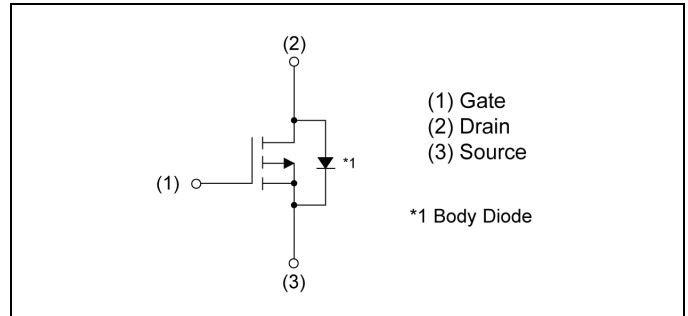 (2)
(1) Gate
(2) Drain
(3) Source
*1
(1)
*1 Body Diode
(3)